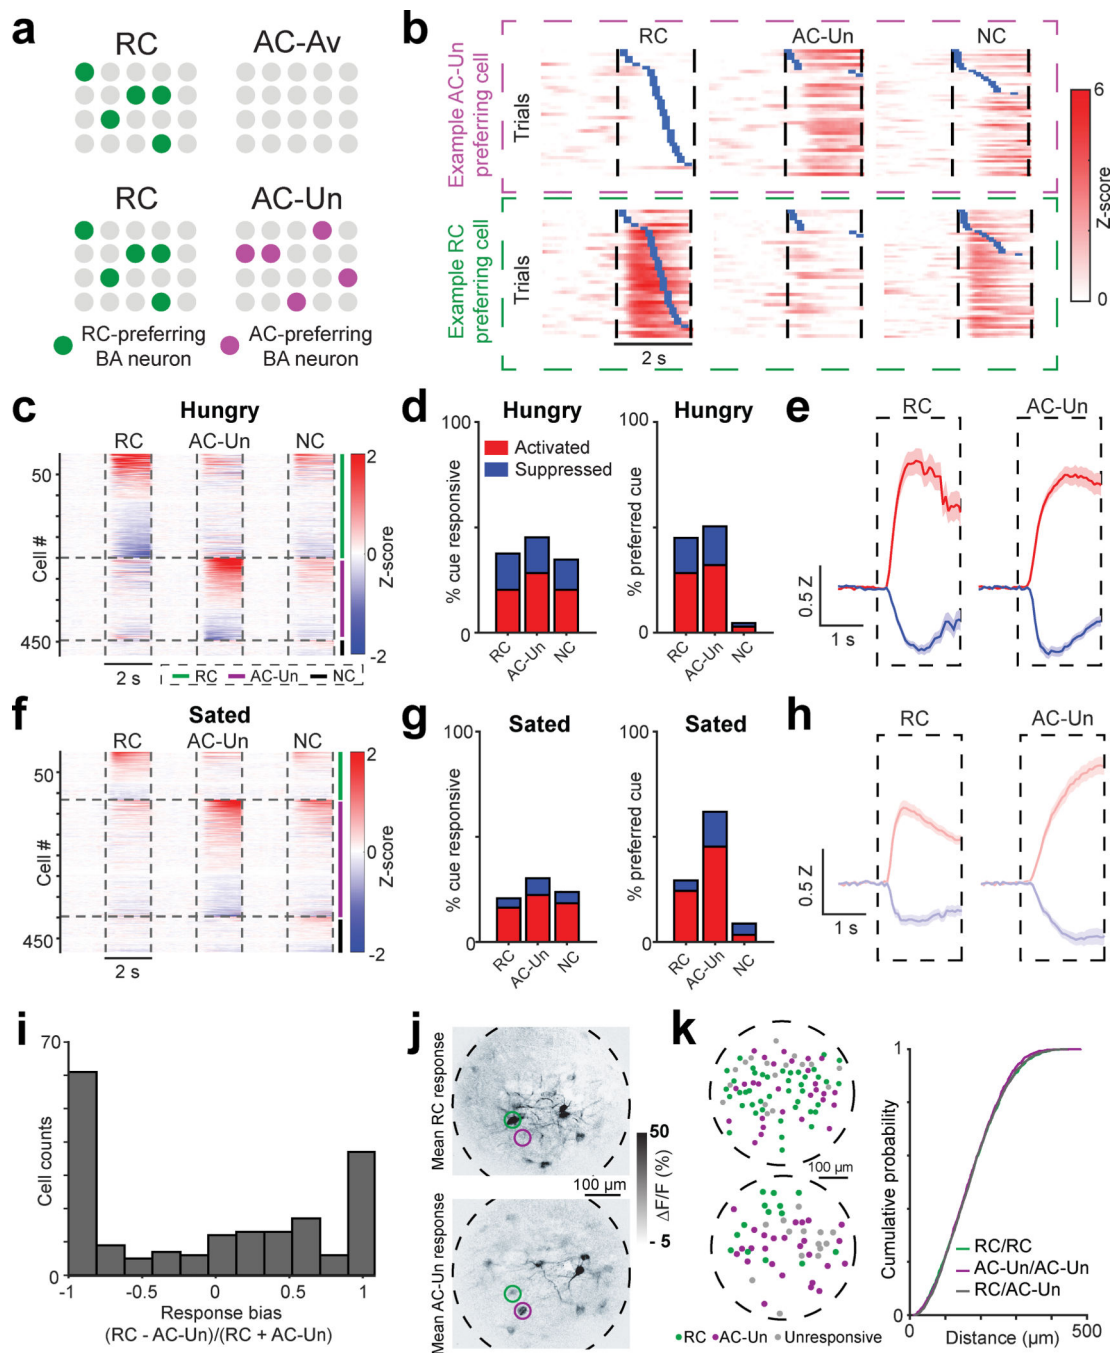 a
RC
AC-Av
RC
AC-Un
RC-preferring
BA neuron
AC-preferring
BA neuron
b
RC
AC-Un
NC
Example AC-Un
preferring cell
Trials
Example RC
preferring cell
Trials
2 s
6
Z-score
0
c
Hungry
RC
AC-Un
NC
50
Cell #
450
2
Z-score
0
-2
2 s
RC
AC-Un
NC
d
Hungry
Hungry
100
% cue responsive
0
Activated
Suppressed
RC
AC-Un
NC
100
% preferred cue
0
RC
AC-Un
NC
e
RC
AC-Un
0.5 Z
1 s
f
Sated
RC
AC-Un
NC
50
Cell #
450
2
Z-score
0
-2
2 s
g
Sated
Sated
100
% cue responsive
0
RC
AC-Un
NC
100
% preferred cue
0
RC
AC-Un
NC
h
RC
AC-Un
0.5 Z
1 s
i
70
Cell counts
0
-1
-0.5
0
0.5
1
Response bias
(RC - AC-Un)/(RC + AC-Un)
j
Mean RC response
Mean AC-Un response
100 µm
50
ΔF/F (%)
- 5
k
100 µm
RC
AC-Un
Unresponsive
1
Cumulative probability
0
RC/RC
AC-Un/AC-Un
RC/AC-Un
0
500
Distance (µm)